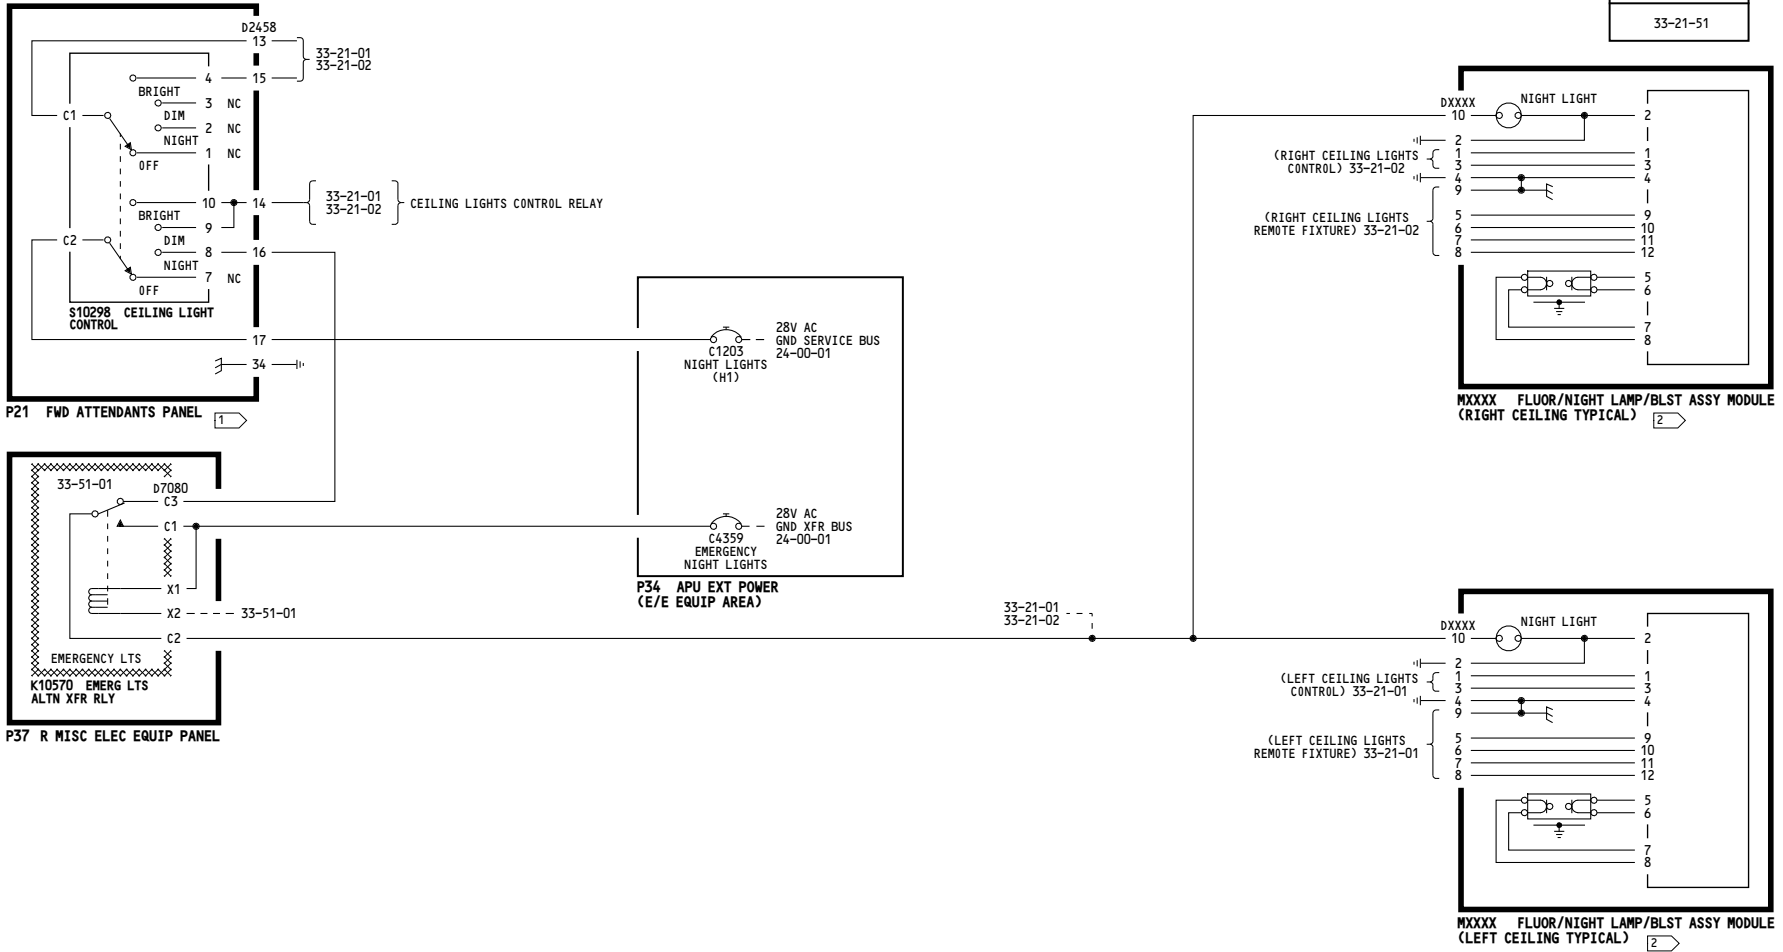 33-21-51
D2458
13
33-21-01
33-21-02
4
15
BRIGHT
3 NC
C1
DIM
2 NC
NIGHT
1 NC
OFF
10
14
33-21-01
33-21-02
CEILING LIGHTS CONTROL RELAY
BRIGHT
9
C2
DIM
8
16
NIGHT
7 NC
OFF
S10298 CEILING LIGHT
CONTROL
17
34
P21 FWD ATTENDANTS PANEL
1
C1203
NIGHT LIGHTS
(H1)
28V AC
GND SERVICE BUS
24-00-01
C4359
EMERGENCY
NIGHT LIGHTS
28V AC
GND XFR BUS
24-00-01
P34 APU EXT POWER
(E/E EQUIP AREA)
33-51-01
D7080
C3
C1
X1
X2
33-51-01
C2
EMERGENCY LTS
K10570 EMERG LTS
ALTN XFR RLY
P37 R MISC ELEC EQUIP PANEL
33-21-01
33-21-02
DXXXX
NIGHT LIGHT
10
2
2
(RIGHT CEILING LIGHTS
CONTROL) 33-21-02
1
1
3
3
4
4
9
(RIGHT CEILING LIGHTS
REMOTE FIXTURE) 33-21-02
5
9
6
10
7
11
8
12
5
6
7
8
MXXXX FLUOR/NIGHT LAMP/BLST ASSY MODULE
(RIGHT CEILING TYPICAL)
2
DXXXX
NIGHT LIGHT
10
2
2
(LEFT CEILING LIGHTS
CONTROL) 33-21-01
1
1
3
3
4
4
9
(LEFT CEILING LIGHTS
REMOTE FIXTURE) 33-21-01
5
9
6
10
7
11
8
12
5
6
7
8
MXXXX FLUOR/NIGHT LAMP/BLST ASSY MODULE
(LEFT CEILING TYPICAL)
2